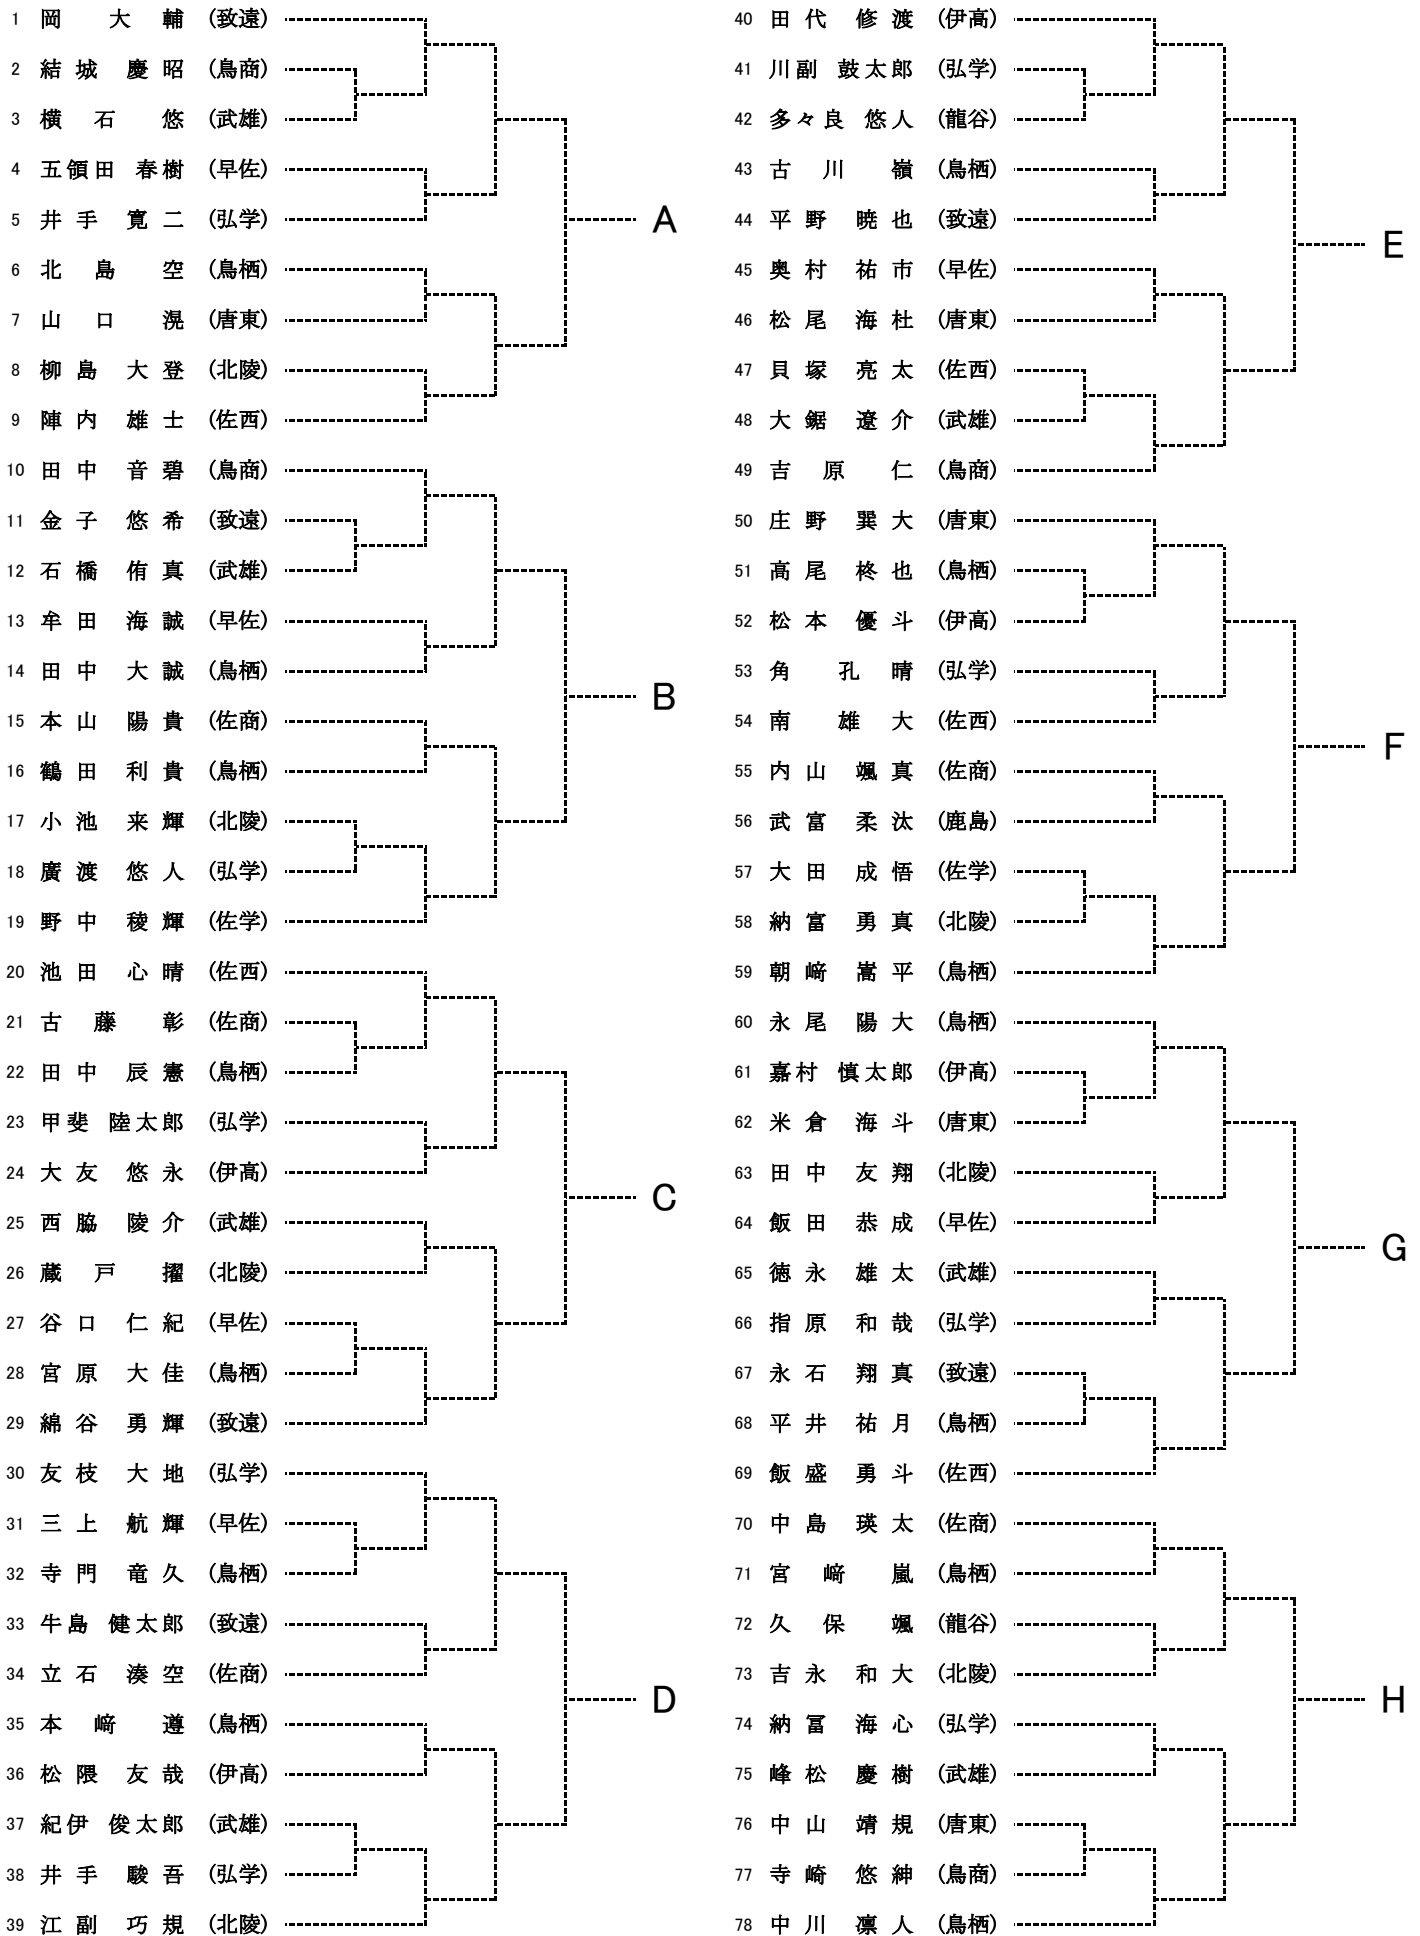 1 岡 大輔 (致遠)
2 結城 慶昭 (鳥商)
3 横石 悠 (武雄)
4 五領田 春樹 (早佐)
5 井手 寛二 (弘学)
A
6 北島 空 (鳥栖)
7 山口 滉 (唐東)
8 柳島 大登 (北陵)
9 陣内 雄士 (佐西)
10 田中 音碧 (鳥商)
11 金子 悠希 (致遠)
12 石橋 侑真 (武雄)
13 牟田 海誠 (早佐)
14 田中 大誠 (鳥栖)
B
15 本山 陽貴 (佐商)
16 鶴田 利貴 (鳥栖)
17 小池 来輝 (北陵)
18 廣渡 悠人 (弘学)
19 野中 稜輝 (佐学)
20 池田 心晴 (佐西)
21 古藤 彰 (佐商)
22 田中 辰憲 (鳥栖)
23 甲斐 陸太郎 (弘学)
24 大友 悠永 (伊高)
C
25 西脇 陵介 (武雄)
26 蔵戸 擢 (北陵)
27 谷口 仁紀 (早佐)
28 宮原 大佳 (鳥栖)
29 綿谷 勇輝 (致遠)
30 友枝 大地 (弘学)
31 三上 航輝 (早佐)
32 寺門 竜久 (鳥栖)
33 牛島 健太郎 (致遠)
34 立石 湊空 (佐商)
D
35 本﨑 遵 (鳥栖)
36 松隈 友哉 (伊高)
37 紀伊 俊太郎 (武雄)
38 井手 駿吾 (弘学)
39 江副 巧規 (北陵)
40 田代 修渡 (伊高)
41 川副 鼓太郎 (弘学)
42 多々良 悠人 (龍谷)
43 古川 嶺 (鳥栖)
44 平野 暁也 (致遠)
E
45 奥村 祐市 (早佐)
46 松尾 海杜 (唐東)
47 貝塚 亮太 (佐西)
48 大鋸 遼介 (武雄)
49 吉原 仁 (鳥商)
50 庄野 巽大 (唐東)
51 高尾 柊也 (鳥栖)
52 松本 優斗 (伊高)
53 角 孔晴 (弘学)
54 南 雄大 (佐西)
F
55 内山 颯真 (佐商)
56 武富 柔汰 (鹿島)
57 大田 成悟 (佐学)
58 納富 勇真 (北陵)
59 朝﨑 嵩平 (鳥栖)
60 永尾 陽大 (鳥栖)
61 嘉村 慎太郎 (伊高)
62 米倉 海斗 (唐東)
63 田中 友翔 (北陵)
64 飯田 恭成 (早佐)
G
65 徳永 雄太 (武雄)
66 指原 和哉 (弘学)
67 永石 翔真 (致遠)
68 平井 祐月 (鳥栖)
69 飯盛 勇斗 (佐西)
70 中島 瑛太 (佐商)
71 宮﨑 嵐 (鳥栖)
72 久保 颯 (龍谷)
73 吉永 和大 (北陵)
H
74 納冨 海心 (弘学)
75 峰松 慶樹 (武雄)
76 中山 靖規 (唐東)
77 寺崎 悠紳 (鳥商)
78 中川 凛人 (鳥栖)